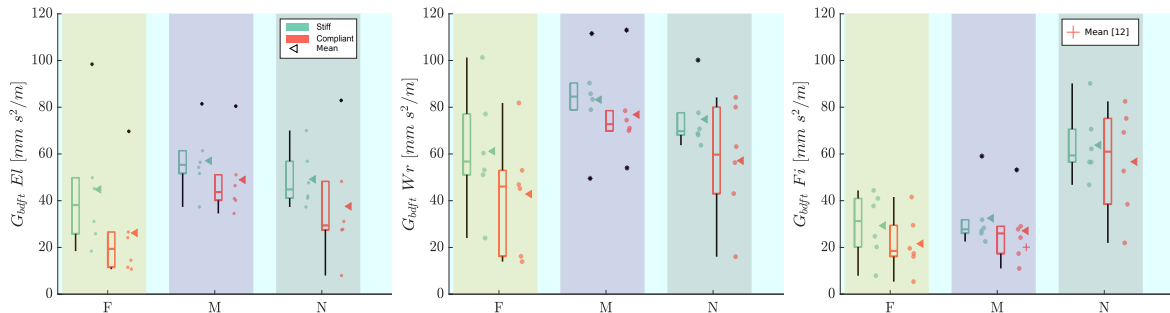 120
100
80
60
40
20
0
G_{bdft} El [mm s²/m]
F M N
Stiff
Compliant
Mean
120
100
80
60
40
20
0
G_{bdft} Wr [mm s²/m]
F M N
120
100
80
60
40
20
0
G_{bdft} Fi [mm s²/m]
F M N
Mean [12]